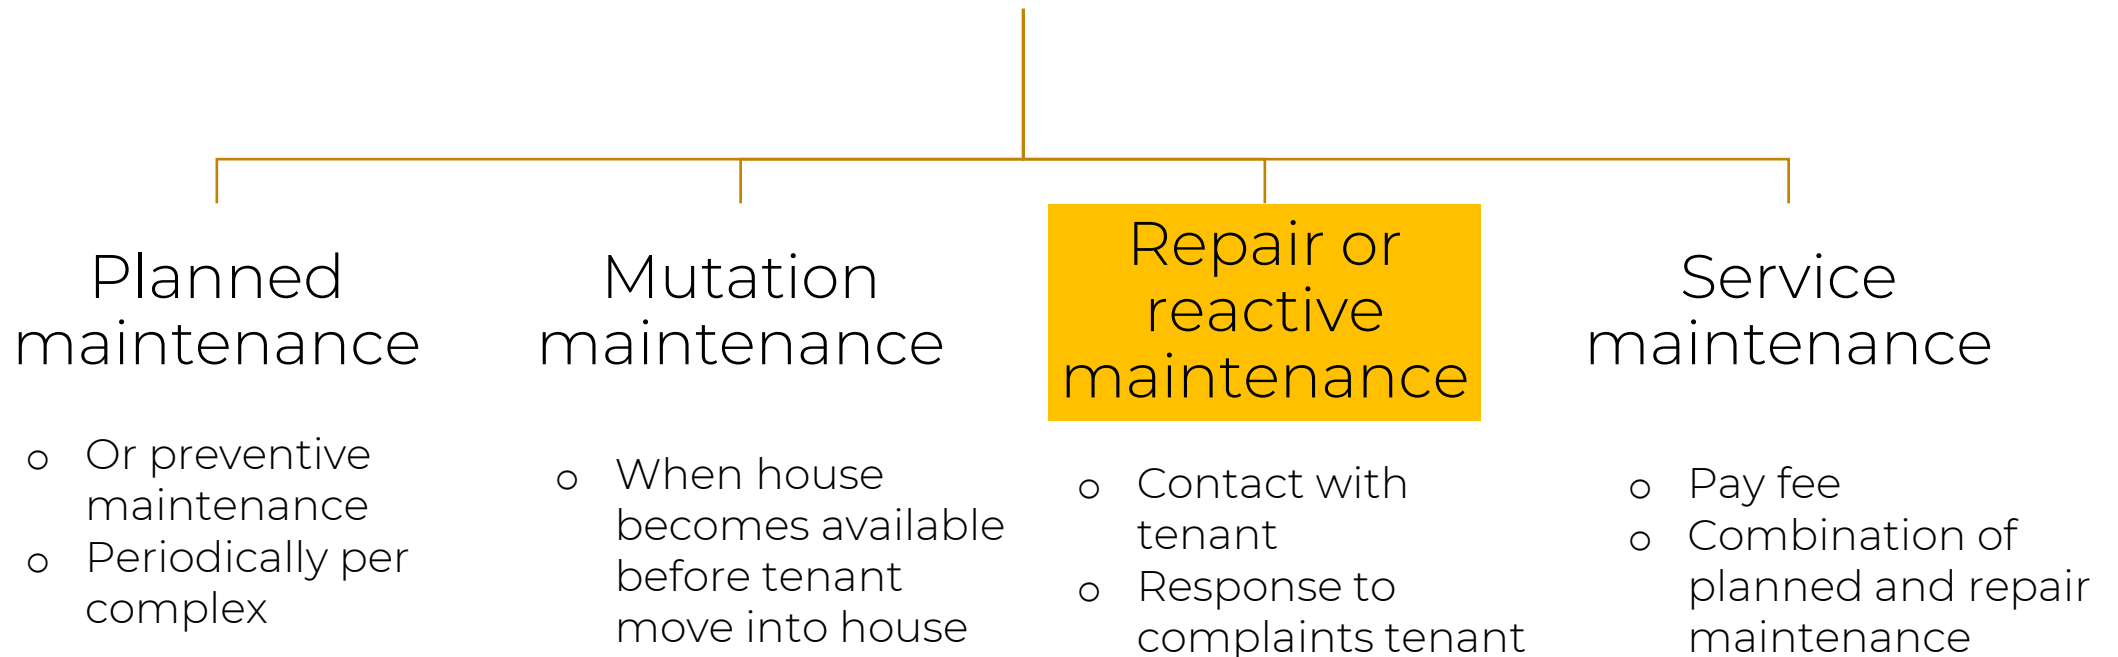 Planned
maintenance
o Or preventive
maintenance
o Periodically per
complex
Mutation
maintenance
o When house
becomes available
before tenant
move into house
Repair or
reactive
maintenance
o Contact with
tenant
o Response to
complaints tenant
Service
maintenance
o Pay fee
o Combination of
planned and repair
maintenance